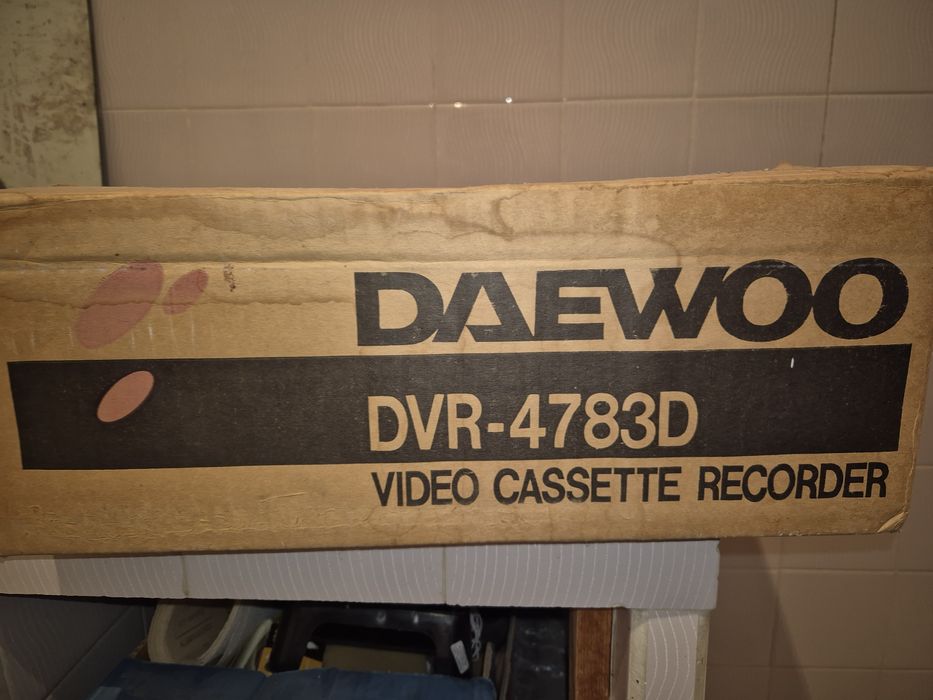 DAEWOO
DVR-4783D
VIDEO CASSETTE RECORDER